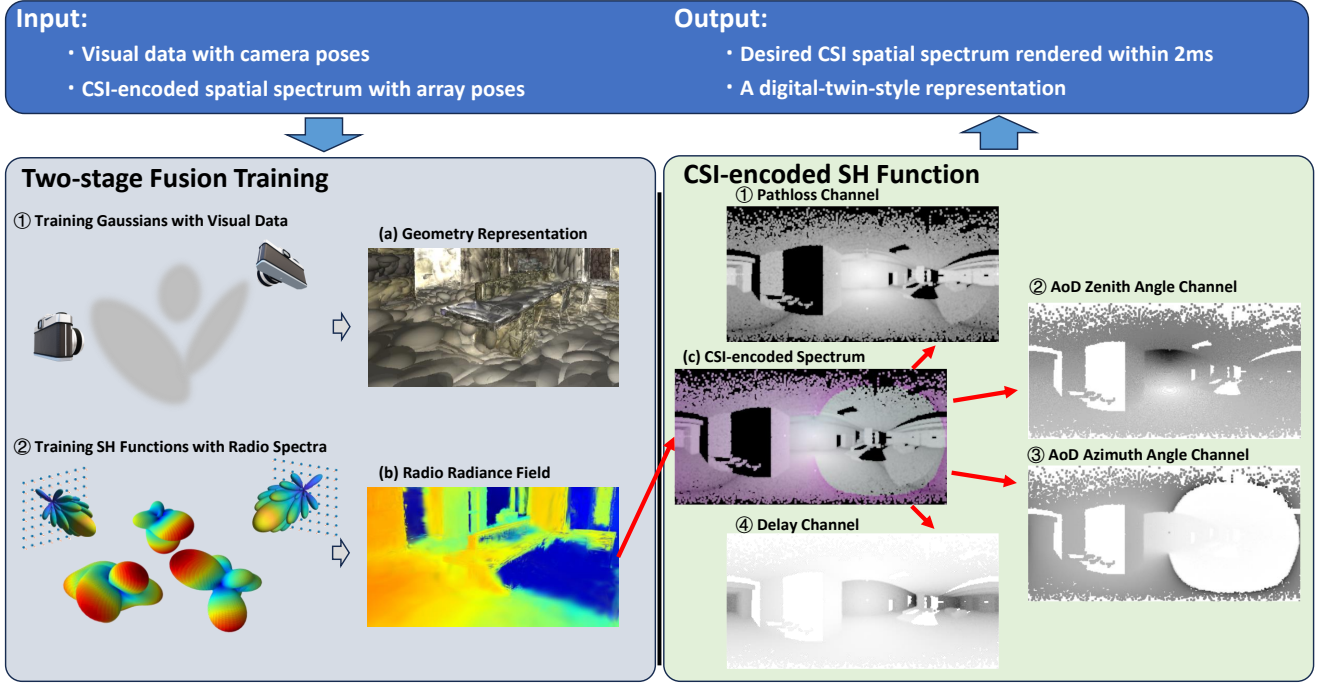 Input:
· Visual data with camera poses
· CSI-encoded spatial spectrum with array poses
Output:
· Desired CSI spatial spectrum rendered within 2ms
· A digital-twin-style representation
Two-stage Fusion Training
① Training Gaussians with Visual Data
(a) Geometry Representation
② Training SH Functions with Radio Spectra
(b) Radio Radiance Field
CSI-encoded SH Function
① Pathloss Channel
② AoD Zenith Angle Channel
(c) CSI-encoded Spectrum
③ AoD Azimuth Angle Channel
④ Delay Channel